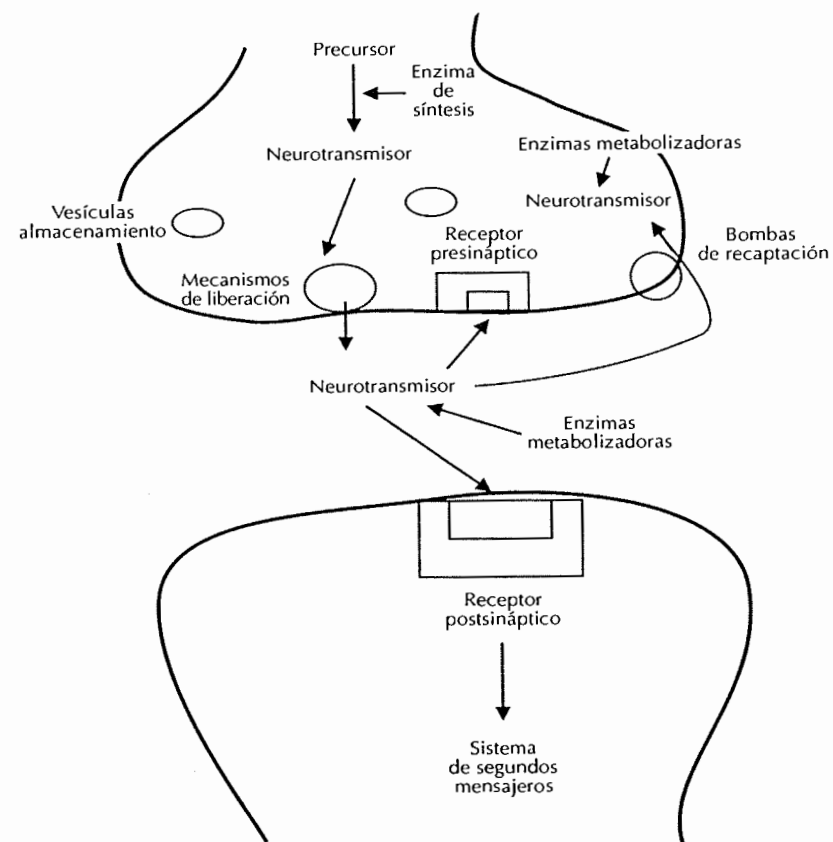 Precursor
Enzima
de
síntesis
Neurotransmisor
Enzimas metabolizadoras
Neurotransmisor
Vesículas
almacenamiento
Receptor
presináptico
Bombas
de recaptación
Mecanismos
de liberación
Neurotransmisor
Enzimas
metabolizadoras
Receptor
postsináptico
Sistema
de segundos
mensajeros